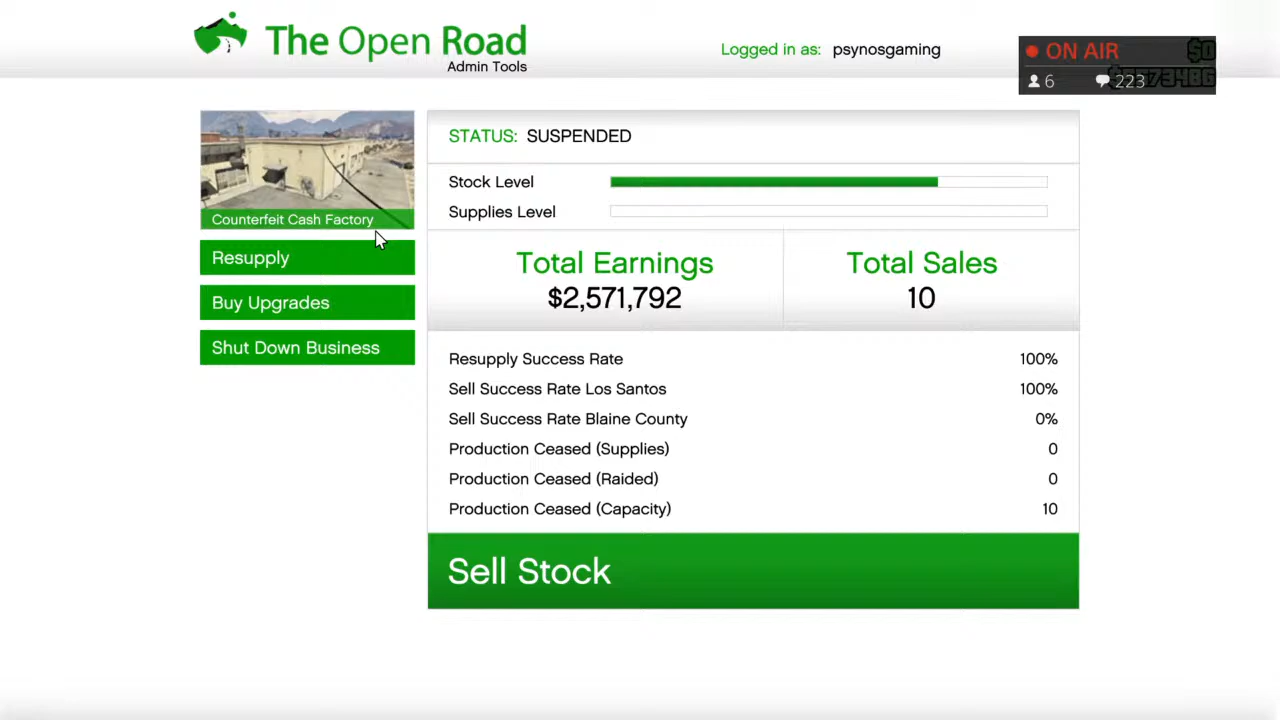 The Open Road
Admin Tools
Logged in as: psynosgaming
ON AIR
$0
6 223
Counterfeit Cash Factory
Resupply
Buy Upgrades
Shut Down Business
STATUS: SUSPENDED
Stock Level
Supplies Level
Total Earnings
$2,571,792
Total Sales
10
Resupply Success Rate 100%
Sell Success Rate Los Santos 100%
Sell Success Rate Blaine County 0%
Production Ceased (Supplies) 0
Production Ceased (Raided) 0
Production Ceased (Capacity) 10
Sell Stock